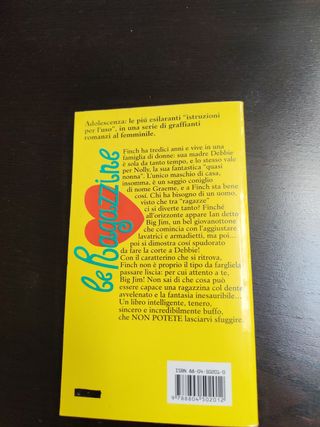 Adolescenza: le più esilaranti "istruzioni
per l'uso", in una serie di graffianti
romanzi al femminile.
le Ragazzine
Finch ha tredici anni e vive in una
famiglia di donne: sua madre Debbie
è sola da tanto tempo, e lo stesso vale
per Nolly, la sua fantastica "quasi
nonna". L'unico maschio di casa,
insomma, è un saggio coniglio
di nome Graeme, e a Finch sta bene
così. Chi ha bisogno di un uomo,
visto che tra "ragazze"
ci si diverte tanto? Finché
all'orizzonte appare Ian detto
Big Jim, un bel giovanottone
che comincia con l'aggiustare
lavatrici e armadietti, ma poi...
poi si dimostra così spudorato
da fare la corte a Debbie!
Con il caratterino che si ritrova,
Finch non è proprio il tipo da fargliela
passare liscia: per cui attento a te,
Big Jim! Non sai di che cosa può
essere capace una ragazzina col dente
avvelenato e la fantasia inesauribile...
Un libro intelligente, tenero,
sincero e incredibilmente buffo,
che NON POTETE lasciarvi sfuggire.
ISBN 88-04-50201-0
9 788804 502012